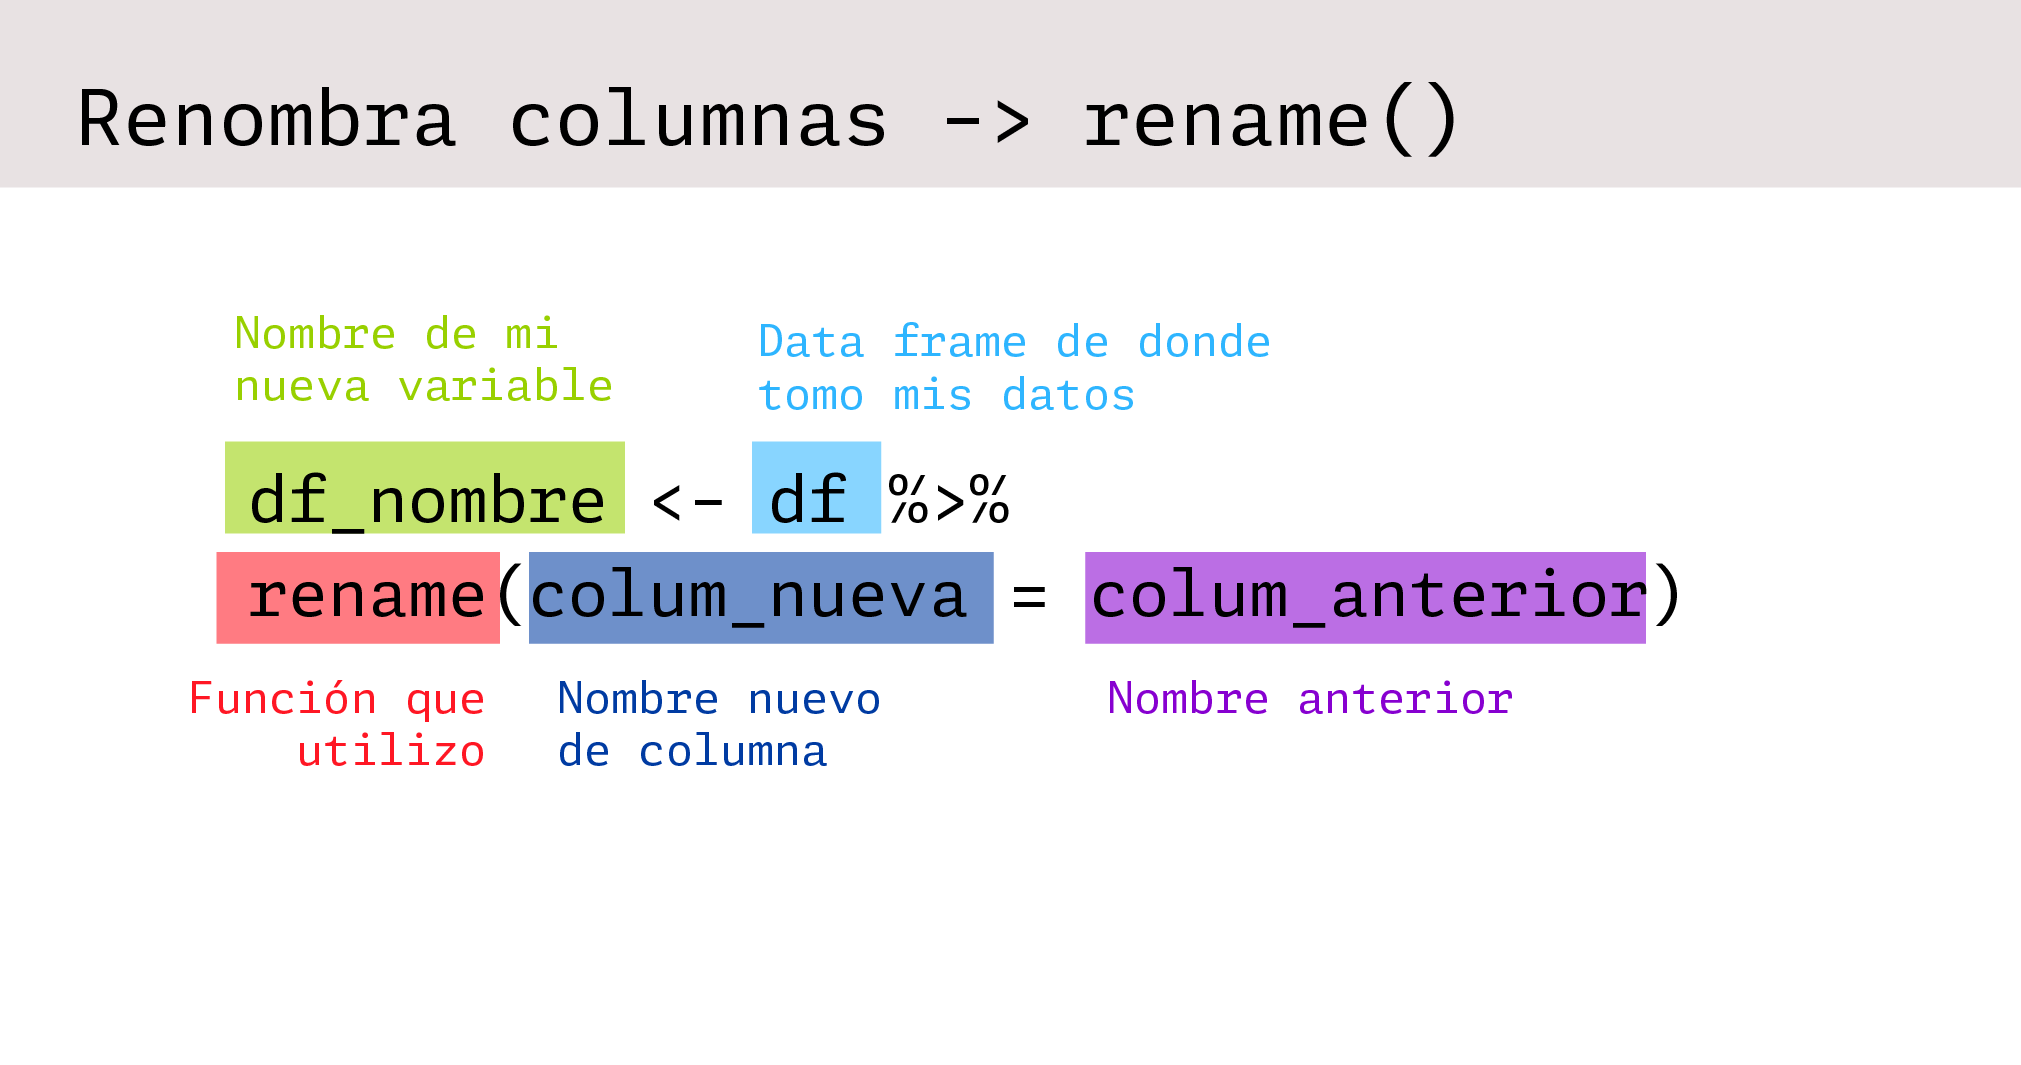 Renombra columnas -> rename()
Nombre de mi
nueva variable
Data frame de donde
tomo mis datos
df_nombre <- df %>%
rename(colum_nueva = colum_anterior)
Función que
utilizo
Nombre nuevo
de columna
Nombre anterior